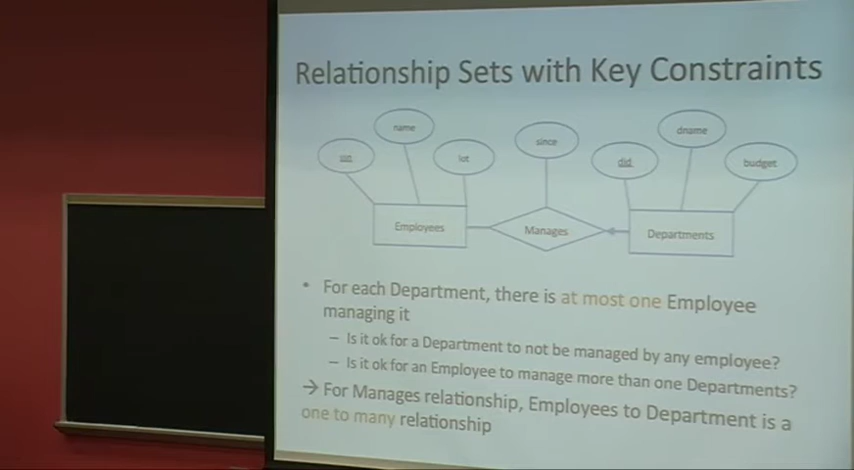 Relationship Sets with Key Constraints
name
since
dname
ssn
lot
did
budget
Employees
Manages
Departments
• For each Department, there is at most one Employee
managing it
– Is it ok for a Department to not be managed by any employee?
– Is it ok for an Employee to manage more than one Departments?
→ For Manages relationship, Employees to Department is a
one to many relationship